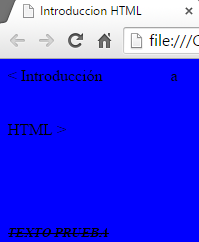 Introduccion HTML
file:///C
< Introducción a
HTML >
TEXTO PRUEBA